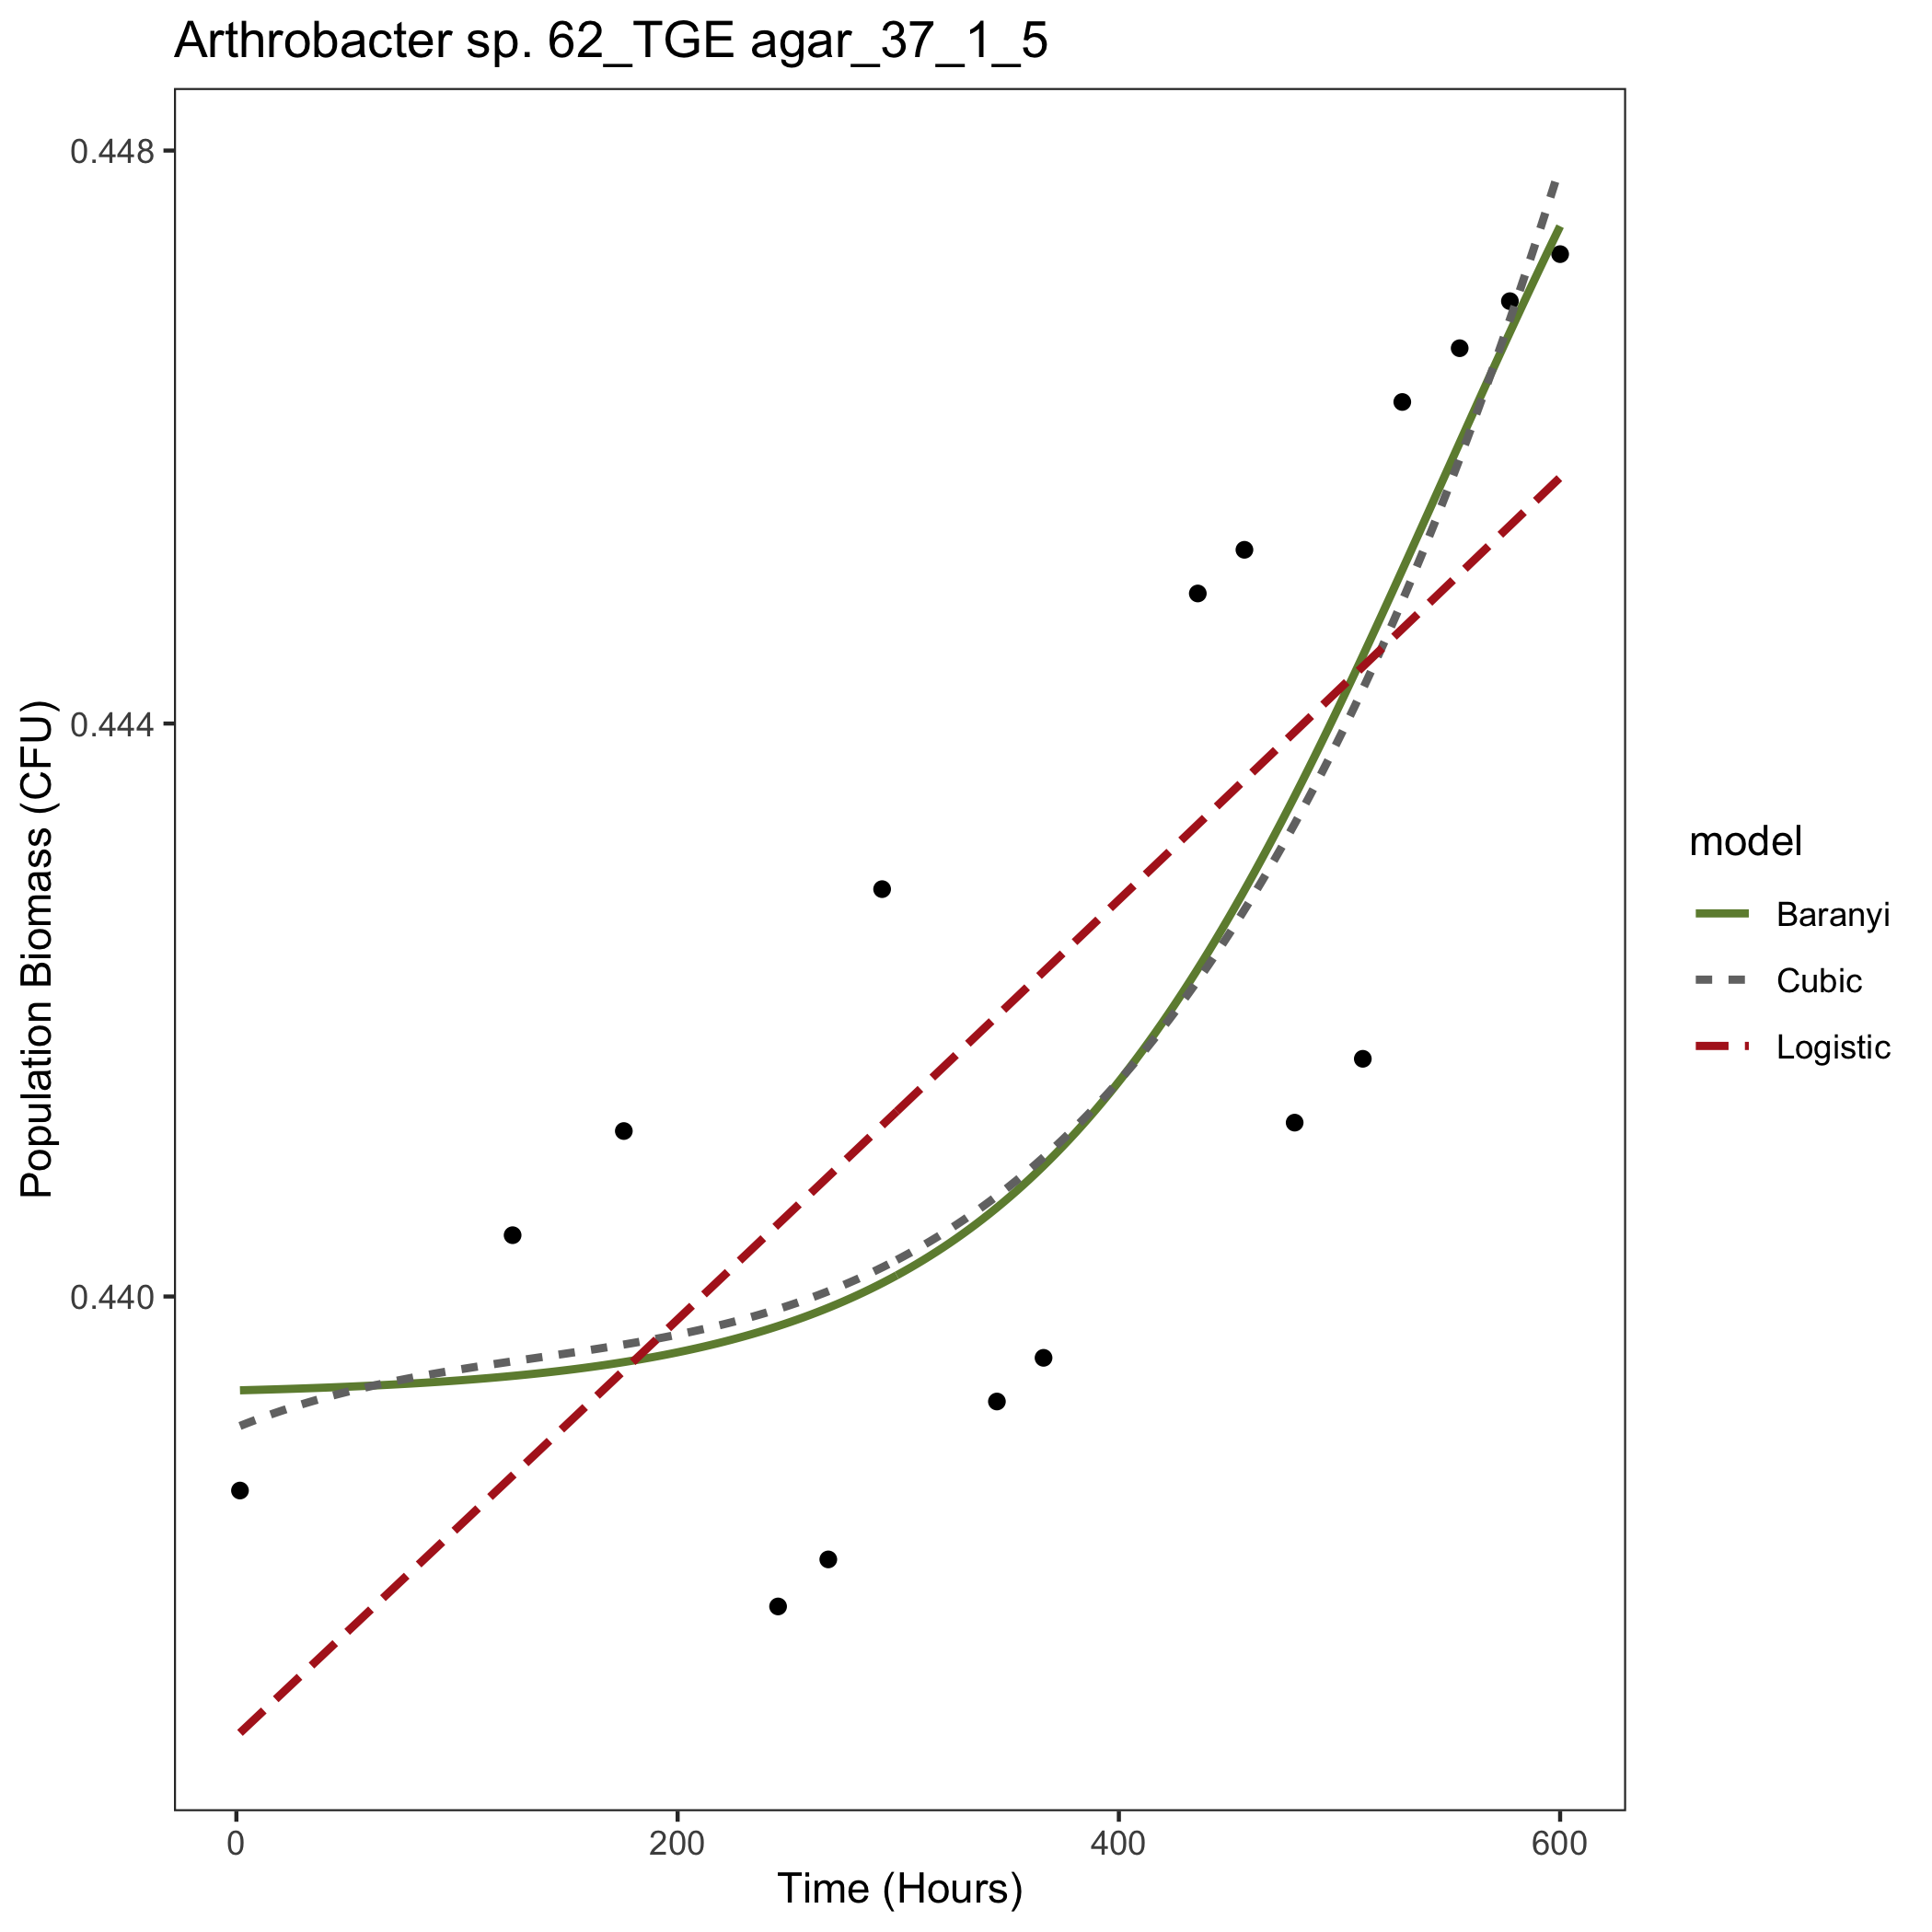 Arthrobacter sp. 62_TGE agar_37_1_5
0.448
0.444
0.440
Population Biomass (CFU)
0
200
400
600
Time (Hours)
model
Baranyi
Cubic
Logistic